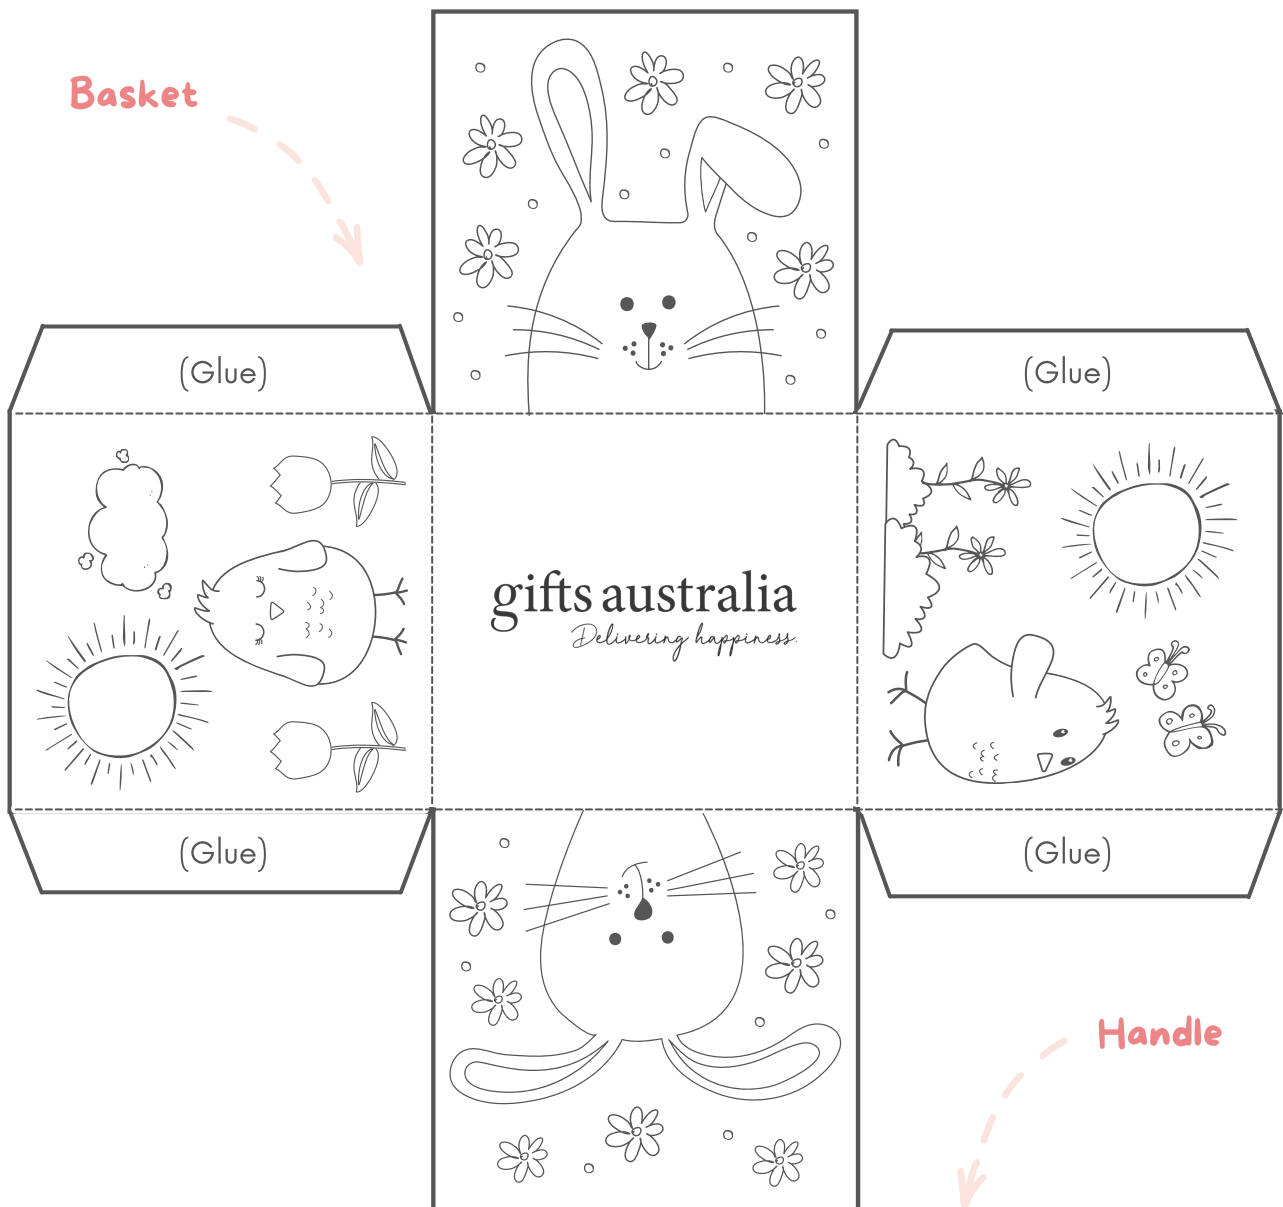 Basket
(Glue)
(Glue)
gifts australia
Delivering happiness.
(Glue)
(Glue)
Handle